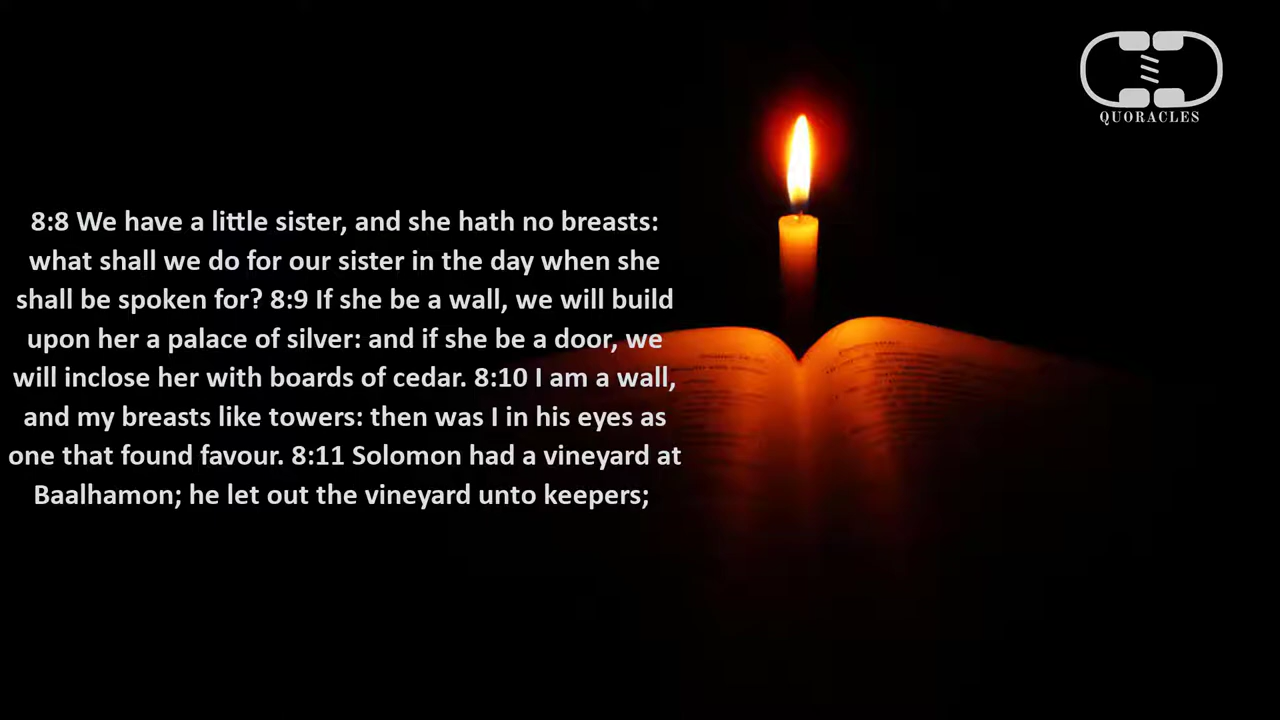 QUORACLES
8:8 We have a little sister, and she hath no breasts:
what shall we do for our sister in the day when she
shall be spoken for? 8:9 If she be a wall, we will build
upon her a palace of silver: and if she be a door, we
will inclose her with boards of cedar. 8:10 I am a wall,
and my breasts like towers: then was I in his eyes as
one that found favour. 8:11 Solomon had a vineyard at
Baalhamon; he let out the vineyard unto keepers;